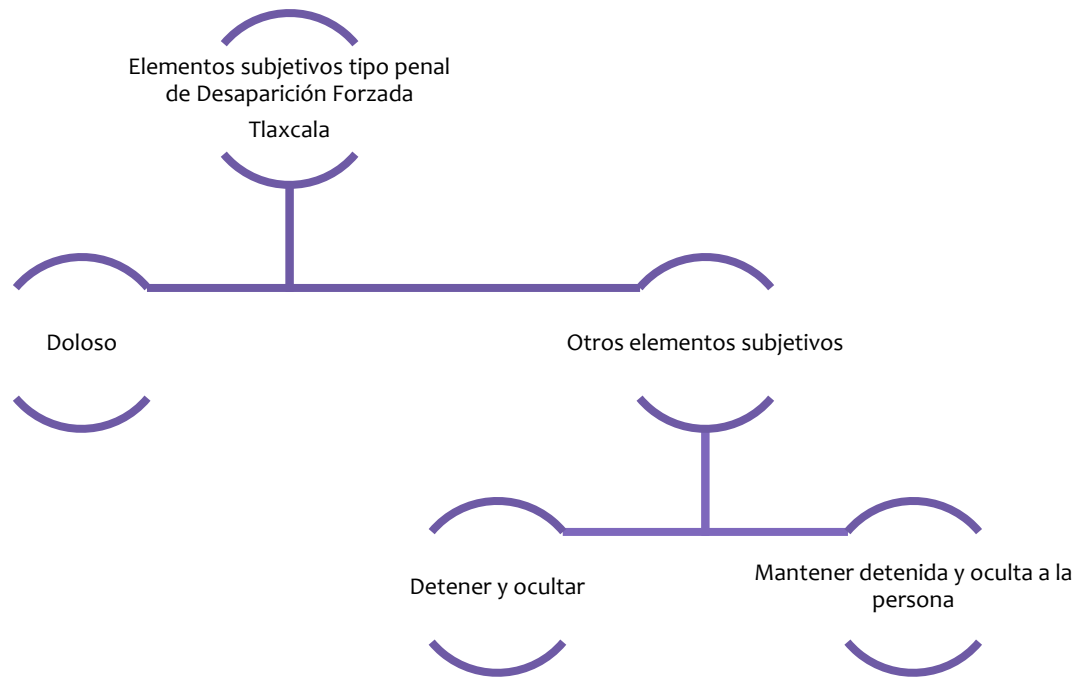 Elementos subjetivos tipo penal
de Desaparición Forzada
Tlaxcala
Doloso
Otros elementos subjetivos
Detener y ocultar
Mantener detenida y oculta a la
persona